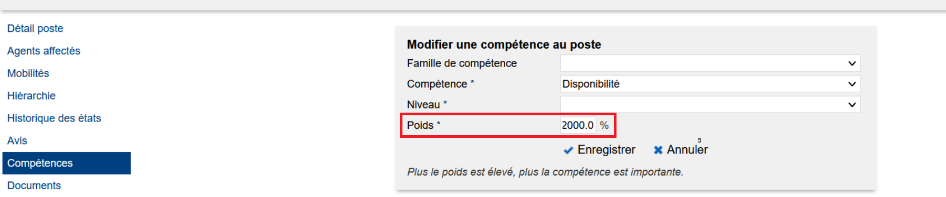 Détail poste
Agents affectés
Mobilités
Hiérarchie
Historique des états
Avis
Compétences
Documents
Modifier une compétence au poste
Famille de compétence
Compétence * Disponibilité
Niveau *
Poids * 2000.0 %
Enregistrer Annuler
Plus le poids est élevé, plus la compétence est importante.